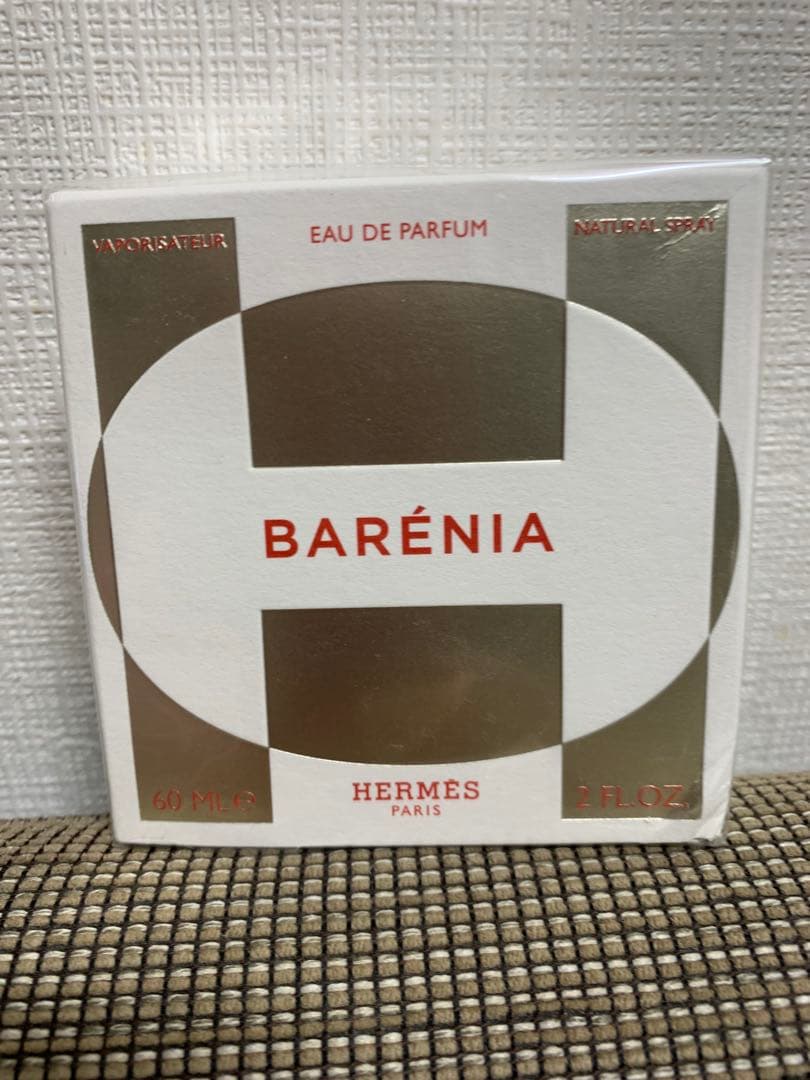 VAPORISATEUR
EAU DE PARFUM
NATURAL SPRAY
BARÉNIA
60 ML ℮
HERMÈS
PARIS
2 FL.OZ.